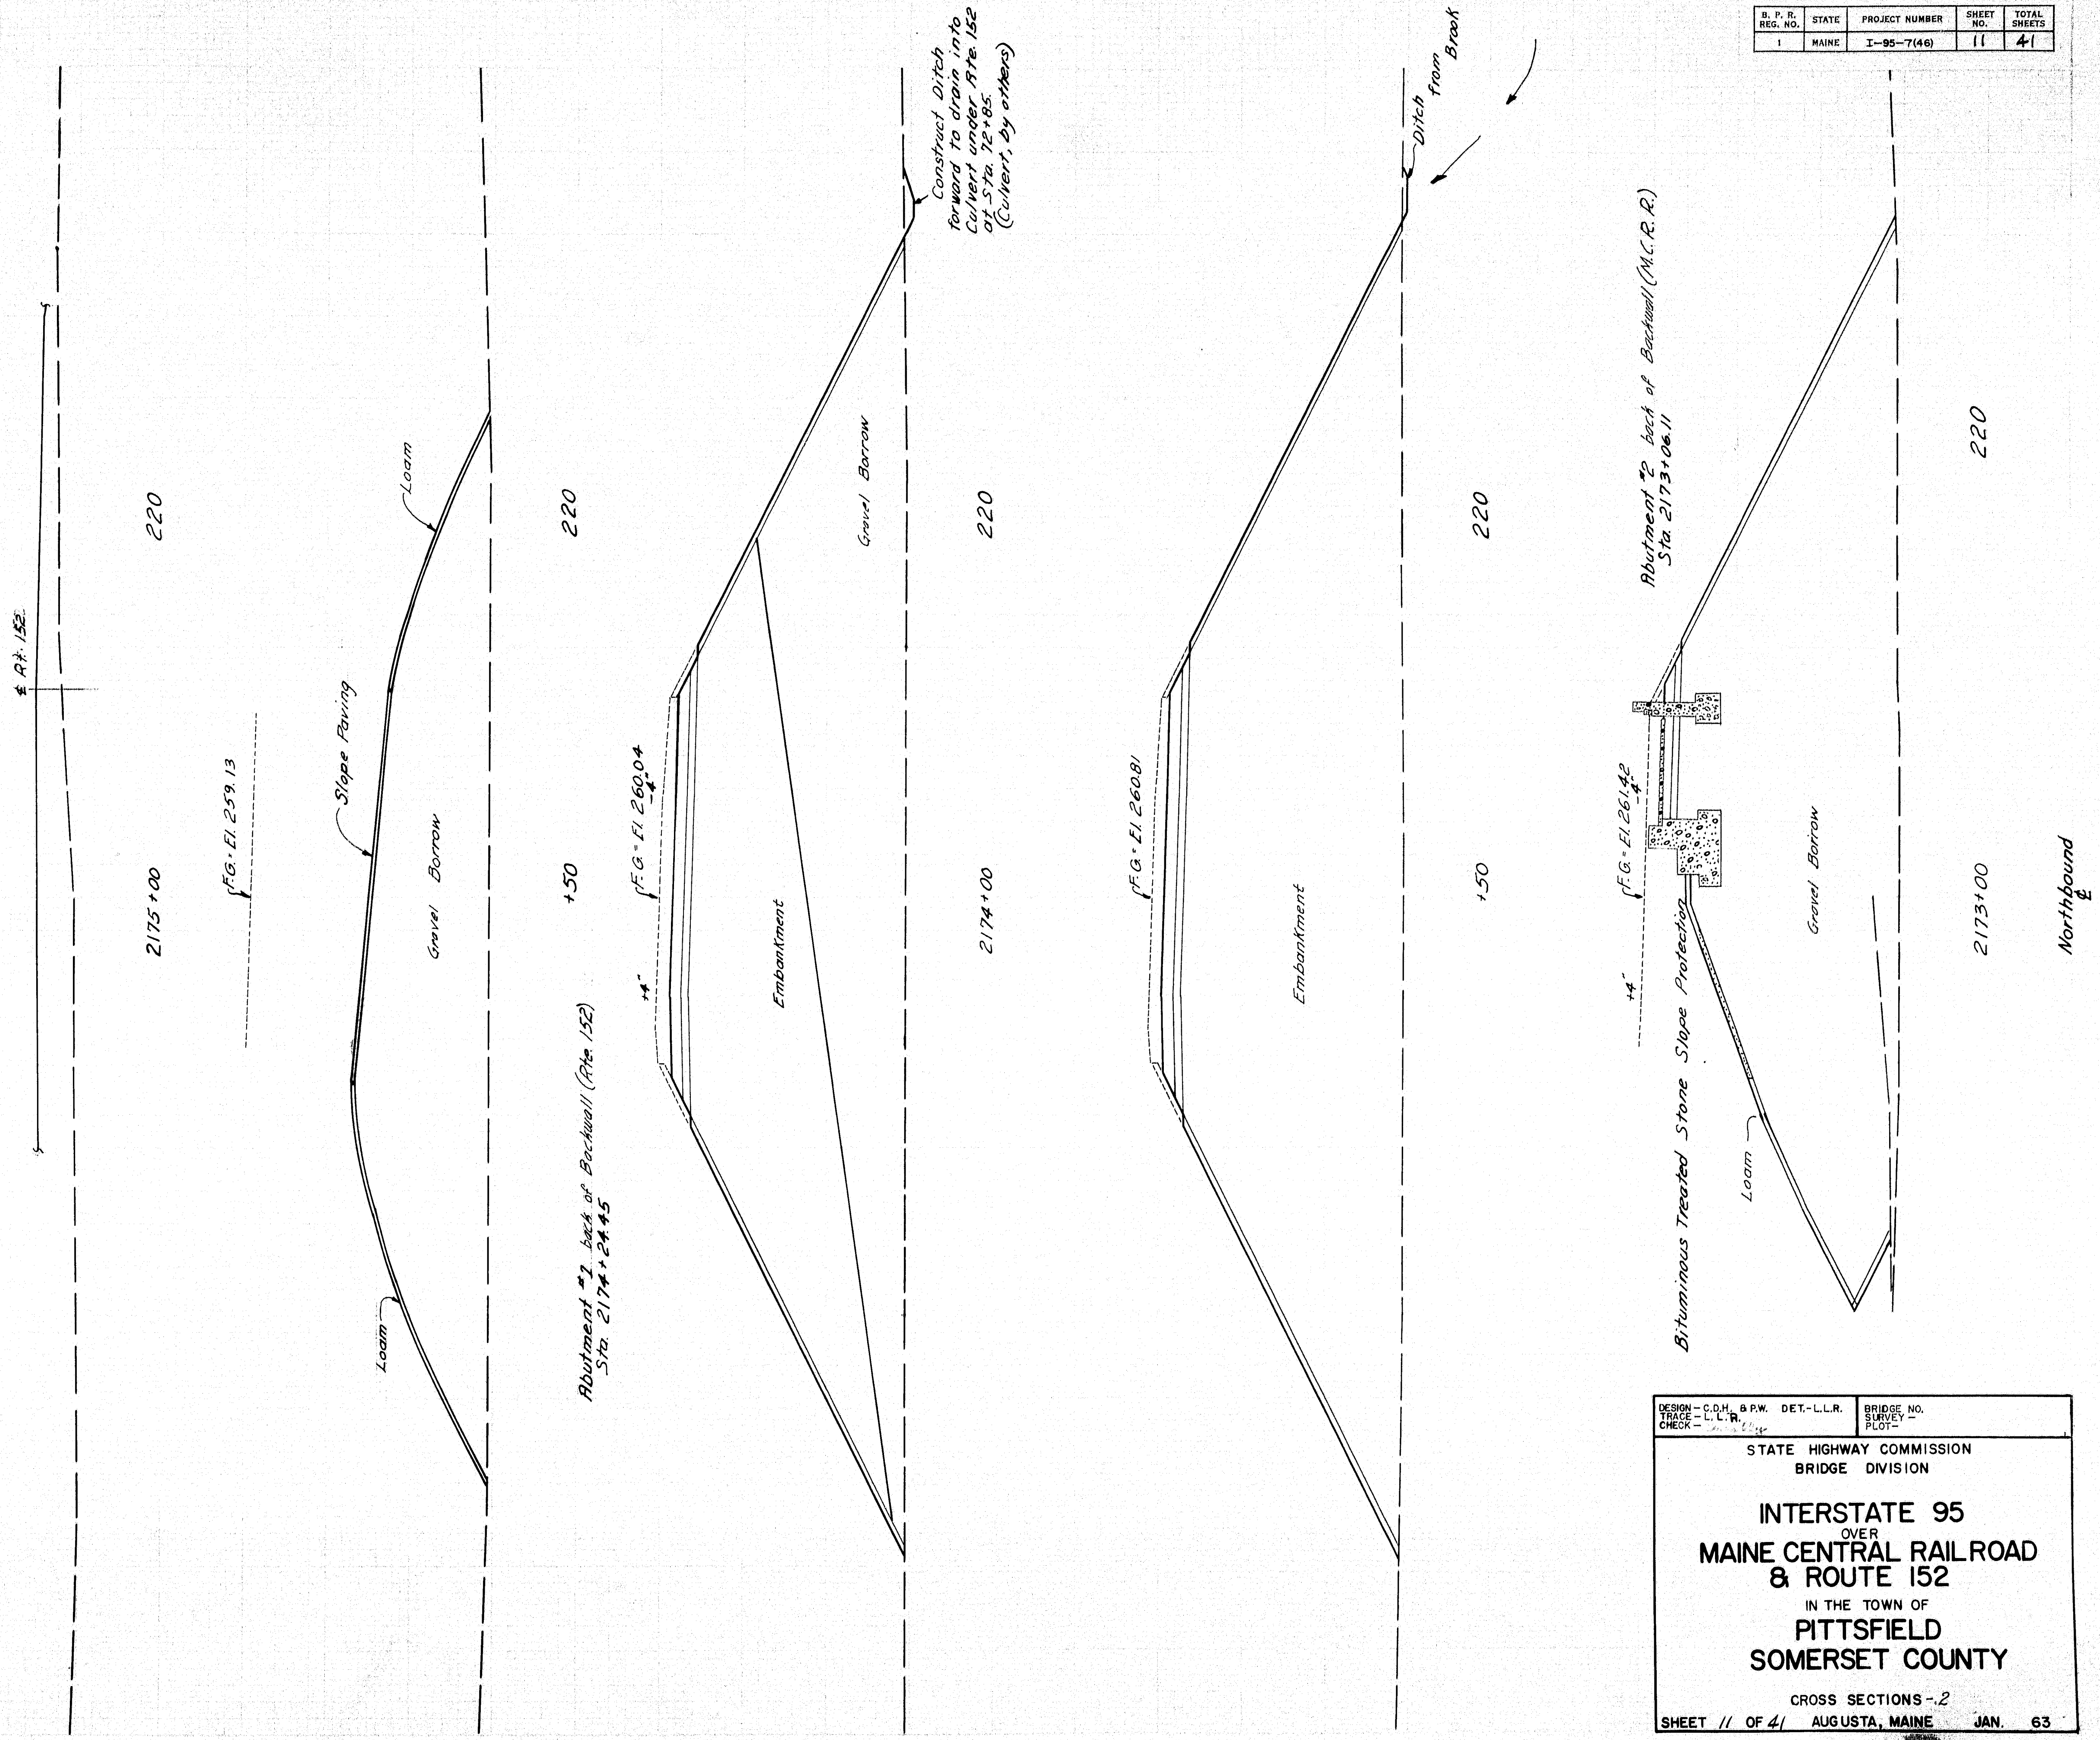 B. P. R. REG. NO. STATE PROJECT NUMBER SHEET NO. TOTAL SHEETS
1 MAINE I-95-7(46) 11 41
Construct Ditch
forward to drain into
Culvert under Rte. 152
at Sta. 72+85.
(Culvert, by others)
Ditch from Brook
℄ Rt. 152
220
2175+00
F.G. = El. 259.13
Loam
Slope Paving
Gravel Borrow
Loam
220
+50
Abutment #1 back of Backwall (Rte. 152)
Sta. 2174+24.45
F.G. = El. 260.04
-4"
+4"
Embankment
Gravel Borrow
220
2174+00
F.G. = El. 260.81
Embankment
220
+50
Abutment #2 back of Backwall (M.C.R.R.)
Sta. 2173+06.11
F.G. = El. 261.42
-4"
+4"
Bituminous Treated Stone Slope Protection
Loam
Gravel Borrow
220
2173+00
Northbound
℄
DESIGN-C.D.H. & P.W. DET.-L.L.R.
TRACE-L.L.R.
CHECK-
BRIDGE NO.
SURVEY-
PLOT-
STATE HIGHWAY COMMISSION
BRIDGE DIVISION
INTERSTATE 95
OVER
MAINE CENTRAL RAILROAD
& ROUTE 152
IN THE TOWN OF
PITTSFIELD
SOMERSET COUNTY
CROSS SECTIONS-.2
SHEET 11 OF 41 AUGUSTA, MAINE JAN. 63